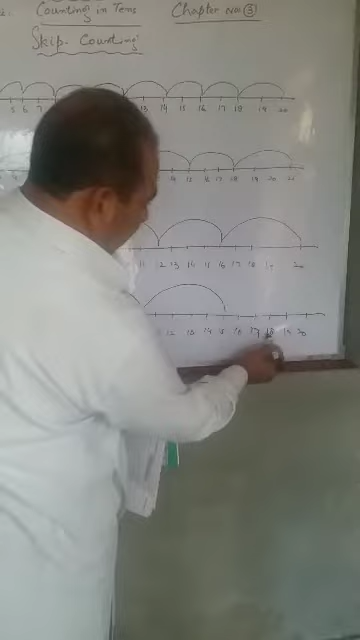 Counting in Tens Chapter No: ③
Skip-Counting
5 6 7 13 14 15 16 17 18 19 20
14 15 16 17 18 19 20
11 12 13 14 15 16 17 18 19 20
12 13 14 15 16 17 18 19 20